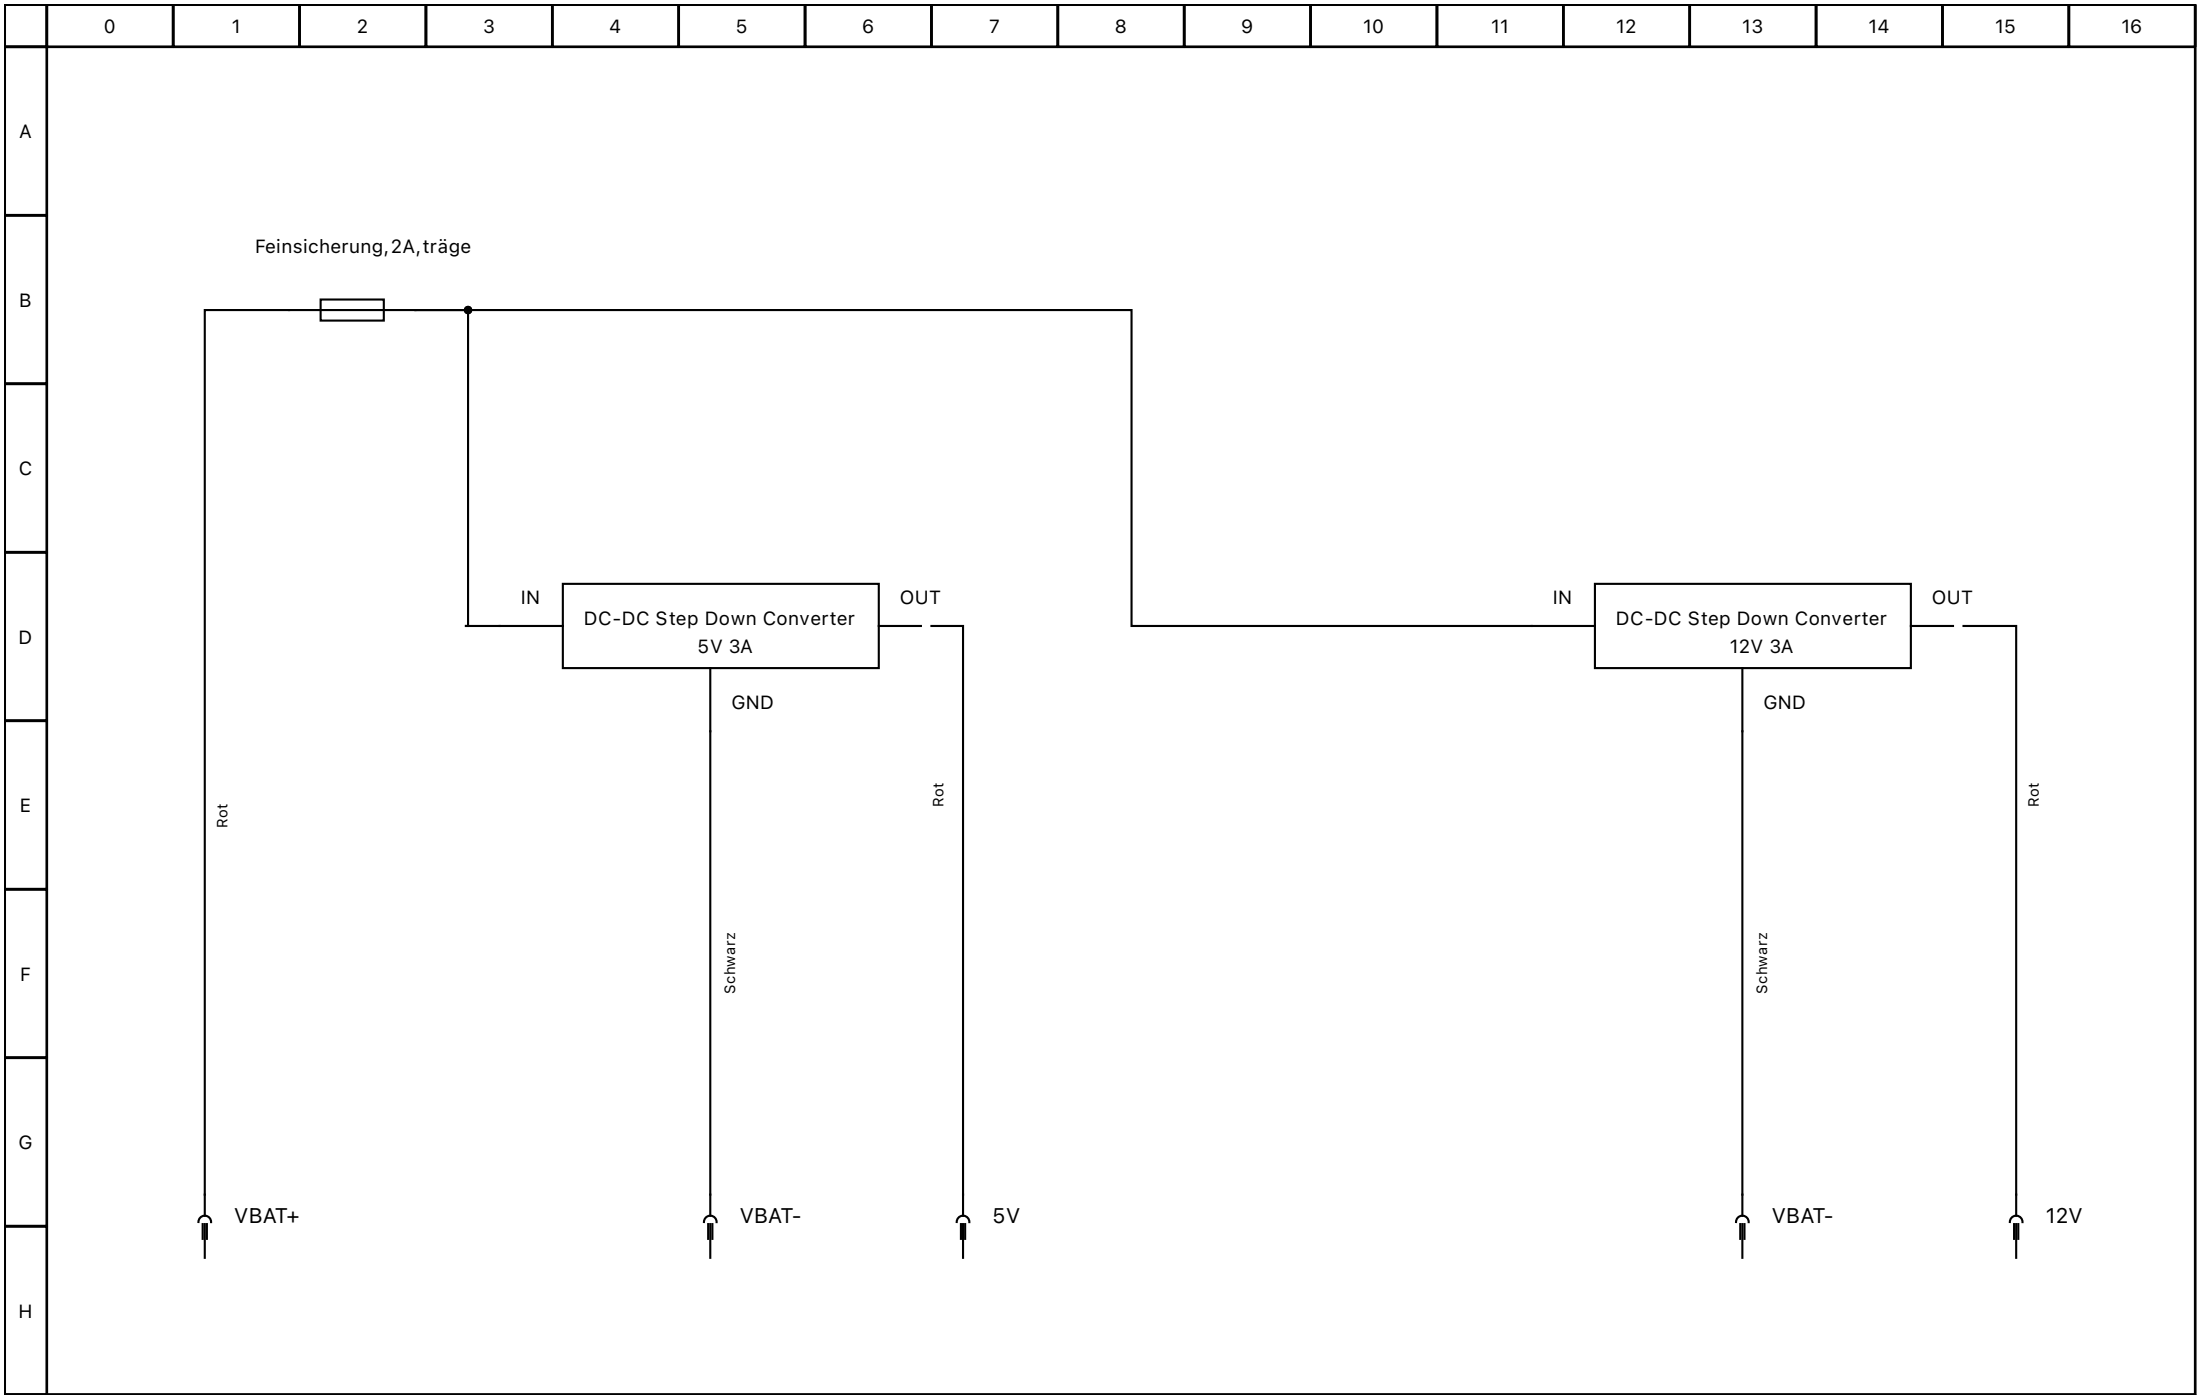 0 1 2 3 4 5 6 7 8 9 10 11 12 13 14 15 16
A
Feinsicherung,2A,träge
B
C
IN
OUT
IN
OUT
DC-DC Step Down Converter
5V 3A
DC-DC Step Down Converter
12V 3A
D
GND
GND
E
Rot
Rot
Rot
F
Schwarz
Schwarz
G
VBAT+
VBAT-
5V
VBAT-
12V
H